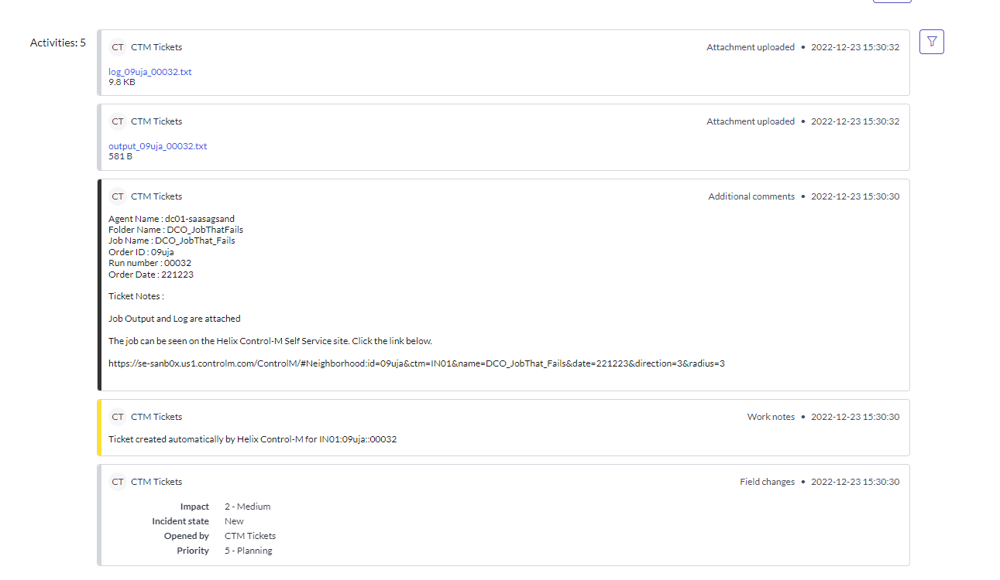 Activities: 5
CT CTM Tickets Attachment uploaded • 2022-12-23 15:30:32
log_09uja_00032.txt
9.8 KB
CT CTM Tickets Attachment uploaded • 2022-12-23 15:30:32
output_09uja_00032.txt
581 B
CT CTM Tickets Additional comments • 2022-12-23 15:30:30
Agent Name : dc01-saasagsand
Folder Name : DCO_JobThatFails
Job Name : DCO_JobThat_Fails
Order ID : 09uja
Run number : 00032
Order Date : 221223
Ticket Notes :
Job Output and Log are attached
The job can be seen on the Helix Control-M Self Service site. Click the link below.
https://se-sanb0x.us1.controlm.com/ControlM/#Neighborhood:id=09uja&ctm=IN01&name=DCO_JobThat_Fails&date=221223&direction=3&radius=3
CT CTM Tickets Work notes • 2022-12-23 15:30:30
Ticket created automatically by Helix Control-M for IN01:09uja::00032
CT CTM Tickets Field changes • 2022-12-23 15:30:30
Impact 2 - Medium
Incident state New
Opened by CTM Tickets
Priority 5 - Planning